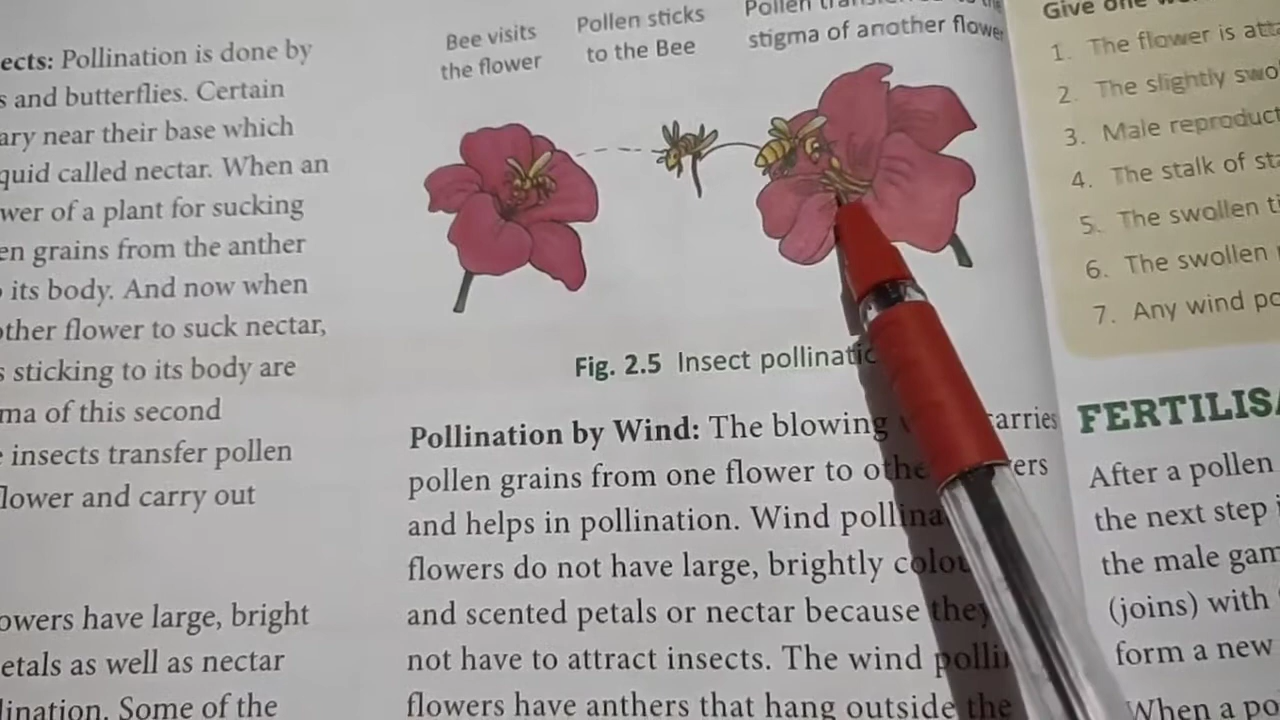 ects: Pollination is done by
s and butterflies. Certain
ary near their base which
quid called nectar. When an
wer of a plant for sucking
en grains from the anther
its body. And now when
other flower to suck nectar,
s sticking to its body are
ma of this second
insects transfer pollen
flower and carry out
owers have large, bright
etals as well as nectar
lination. Some of the
Bee visits
the flower
Pollen sticks
to the Bee
Pollen
stigma of another flower
Fig. 2.5 Insect pollinatio
Pollination by Wind: The blowing carries
pollen grains from one flower to othe ers
and helps in pollination. Wind pollina
flowers do not have large, brightly colou
and scented petals or nectar because they
not have to attract insects. The wind pollin
flowers have anthers that hang outside the
Give one
1. The flower is att
2. The slightly swo
3. Male reproduct
4. The stalk of sta
5. The swollen ti
6. The swollen
7. Any wind po
FERTILISA
After a pollen
the next step i
the male gam
(joins) with
form a new
When a po